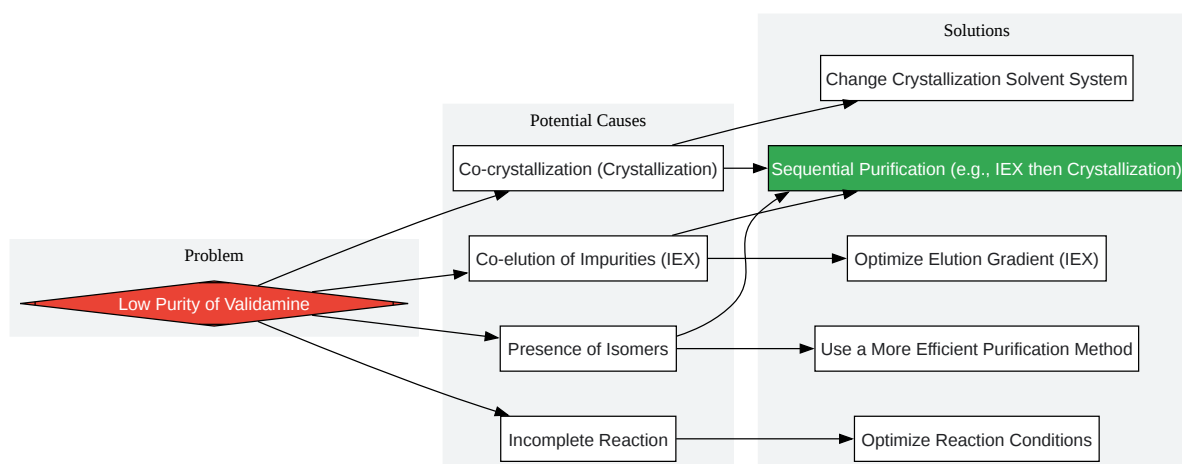 Problem
Low Purity of Validamine
Potential Causes
Co-crystallization (Crystallization)
Co-elution of Impurities (IEX)
Presence of Isomers
Incomplete Reaction
Solutions
Change Crystallization Solvent System
Sequential Purification (e.g., IEX then Crystallization)
Optimize Elution Gradient (IEX)
Use a More Efficient Purification Method
Optimize Reaction Conditions